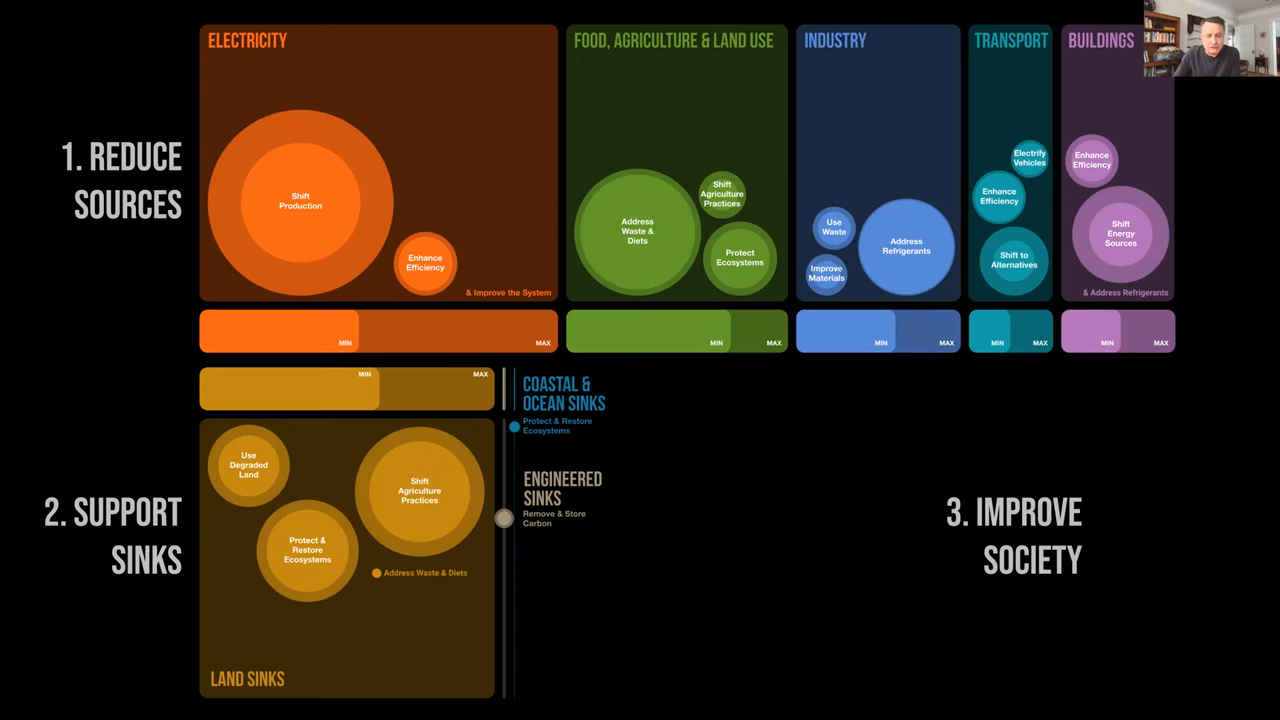 1. REDUCE
SOURCES
ELECTRICITY
Shift
Production
Enhance
Efficiency
& Improve the System
MIN
MAX
FOOD, AGRICULTURE & LAND USE
Address
Waste &
Diets
Shift
Agriculture
Practices
Protect
Ecosystems
MIN
MAX
INDUSTRY
Use
Waste
Improve
Materials
Address
Refrigerants
MIN
MAX
TRANSPORT
Electrify
Vehicles
Enhance
Efficiency
Shift to
Alternatives
MIN
MAX
BUILDINGS
Enhance
Efficiency
Shift
Energy
Sources
& Address Refrigerants
MIN
MAX
2. SUPPORT
SINKS
MIN
MAX
Use
Degraded
Land
Shift
Agriculture
Practices
Protect &
Restore
Ecosystems
Address Waste & Diets
LAND SINKS
COASTAL &
OCEAN SINKS
Protect & Restore
Ecosystems
ENGINEERED
SINKS
Remove & Store
Carbon
3. IMPROVE
SOCIETY